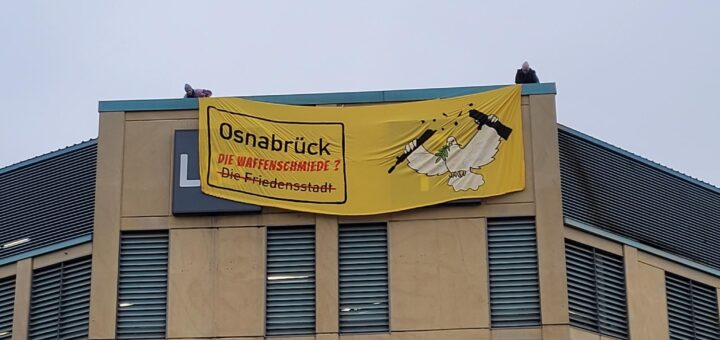 L
Osnabrück
DIE WAFFENSCHMIEDE ?
Die Friedensstadt